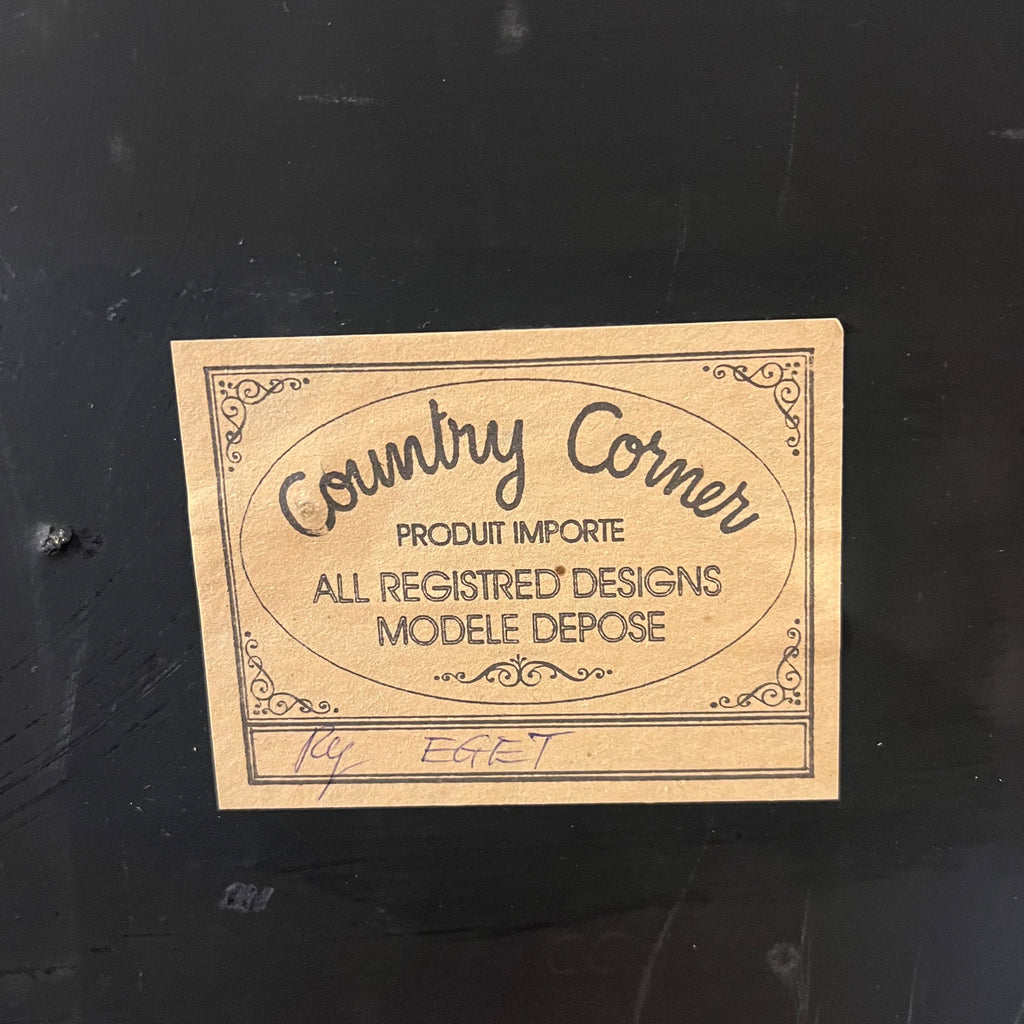 Country Corner
PRODUIT IMPORTE
ALL REGISTRED DESIGNS
MODELE DEPOSE
EGET